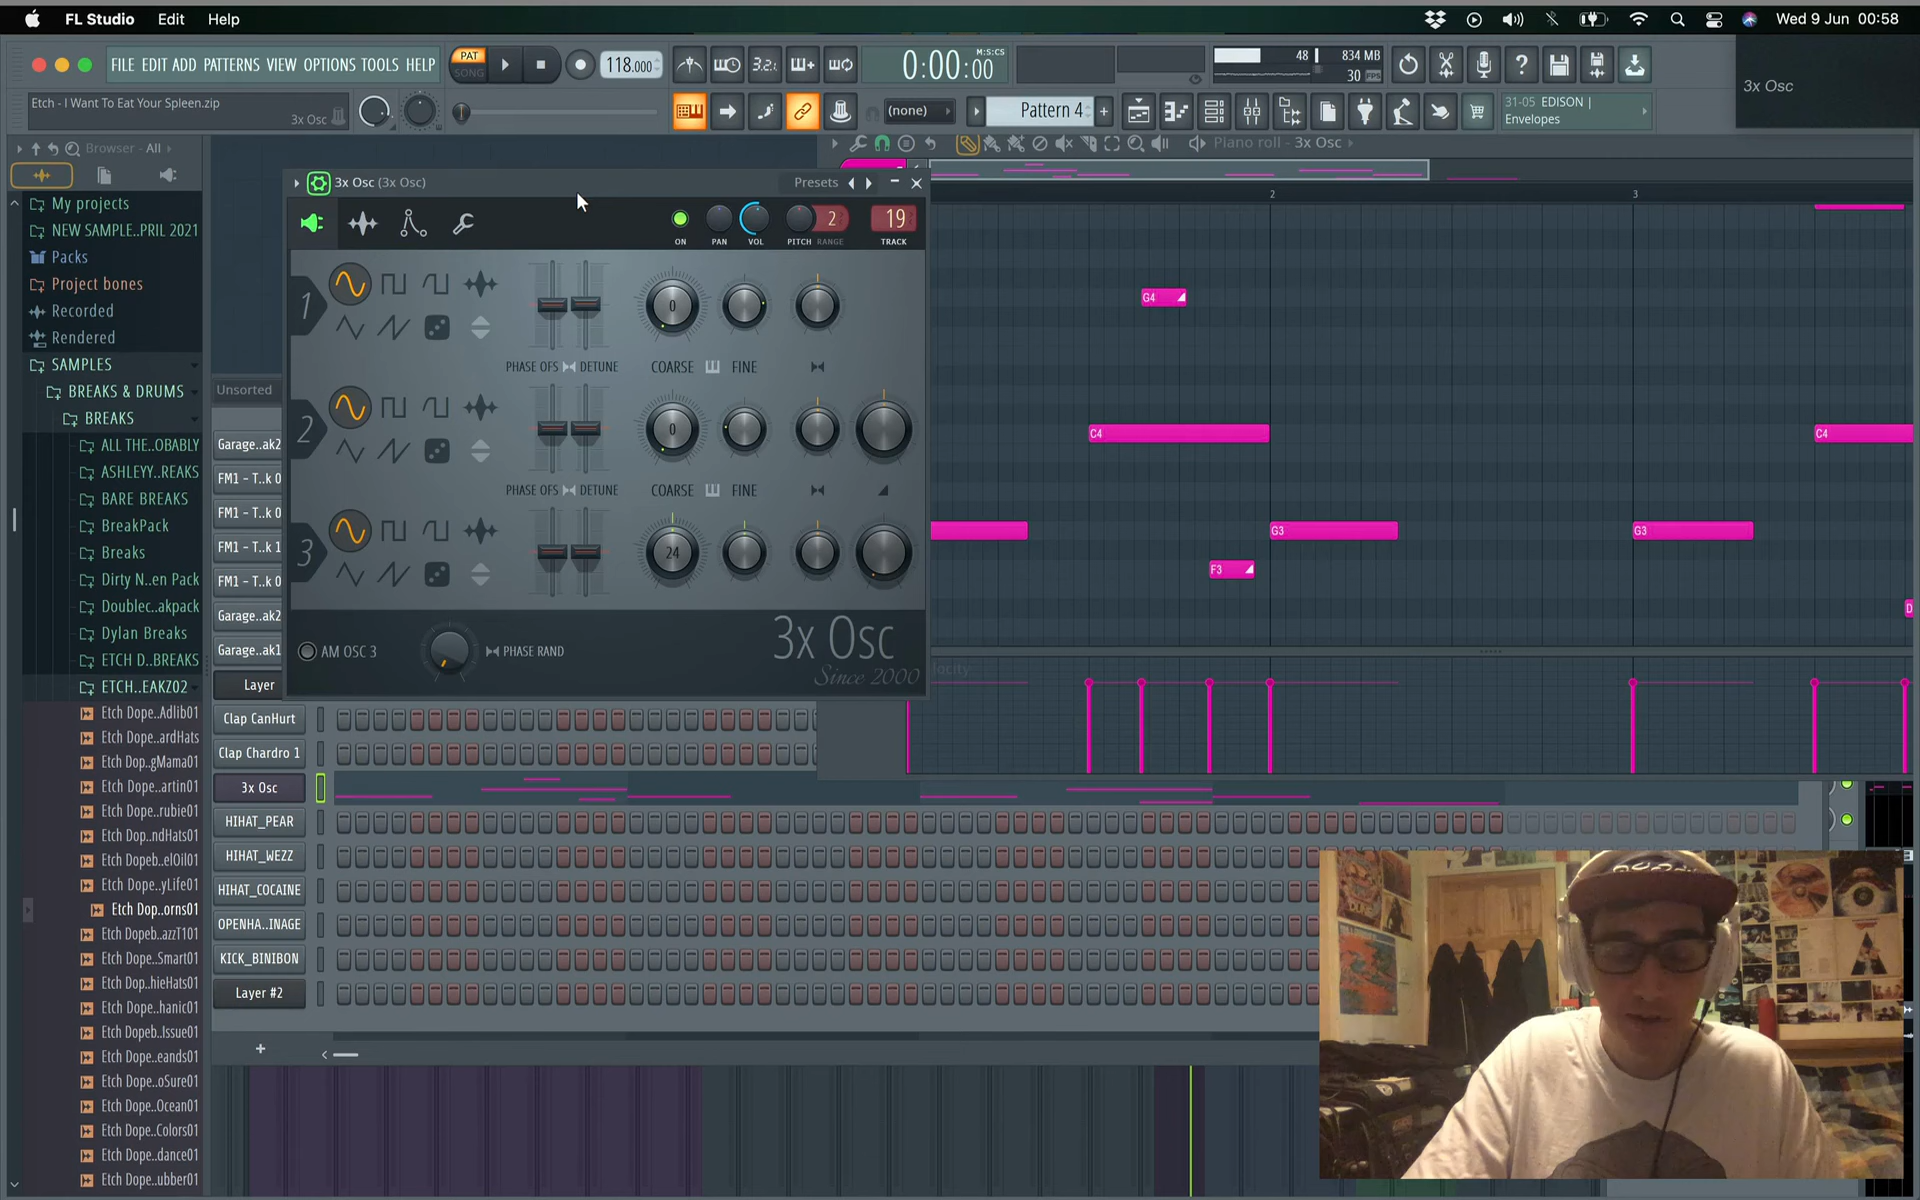 FL Studio Edit Help
Wed 9 Jun 00:58
FILE EDIT ADD PATTERNS VIEW OPTIONS TOOLS HELP
PAT
SONG
118.000
3.2.
0:00:00
M:S:CS
48
834 MB
30 FPS
3x Osc
Etch - I Want To Eat Your Spleen.zip
3x Osc
(none)
Pattern 4
+
31-05 EDISON |
Envelopes
Browser - All
Piano roll - 3x Osc
My projects
NEW SAMPLE..PRIL 2021
Packs
Project bones
Recorded
Rendered
SAMPLES
BREAKS & DRUMS
BREAKS
ALL THE..OBABLY
ASHLEYY..REAKS
BARE BREAKS
BreakPack
Breaks
Dirty N..en Pack
Doublec..akpack
Dylan Breaks
ETCH D..BREAKS
ETCH..EAKZ02
Etch Dope..Adlib01
Etch Dope..ardHats
Etch Dop..gMama01
Etch Dope..artin01
Etch Dope..rubie01
Etch Dop..ndHats01
Etch Dopeb..elOil01
Etch Dope..yLife01
Etch Dop..orns01
Etch Dopeb..azzT101
Etch Dope..Smart01
Etch Dop..hieHats01
Etch Dope..hanic01
Etch Dopeb..Issue01
Etch Dope..eands01
Etch Dope..oSure01
Etch Dope..Ocean01
Etch Dope..Colors01
Etch Dope..dance01
Etch Dope..ubber01
3x Osc (3x Osc)
Presets
2
19
ON PAN VOL PITCH RANGE TRACK
1
0
PHASE OFS DETUNE COARSE FINE
2
0
PHASE OFS DETUNE COARSE FINE
3
24
AM OSC 3
PHASE RAND
3x Osc
Since 2000
2
3
G4
C4
C4
G3
G3
F3
D
Unsorted
Garage..ak2
FM1 - T..k 0
FM1 - T..k 0
FM1 - T..k 1
FM1 - T..k 0
Garage..ak2
Garage..ak1
Layer
Clap CanHurt
Clap Chardro 1
3x Osc
HIHAT_PEAR
HIHAT_WEZZ
HIHAT_COCAINE
OPENHA..INAGE
KICK_BINIBON
Layer #2
+